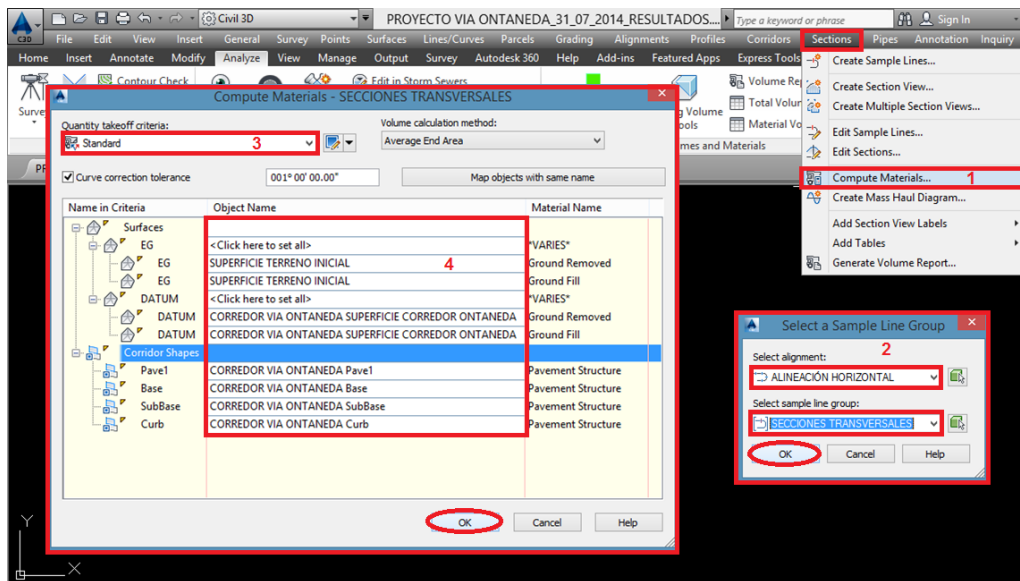 Civil 3D
PROYECTO VIA ONTANEDA_31_07_2014_RESULTADOS....
Type a keyword or phrase
Sign In
C3D
File Edit View Insert General Survey Points Surfaces Lines/Curves Parcels Grading Alignments Profiles Corridors Sections Pipes Annotation Inquiry
Home Insert Annotate Modify Analyze View Manage Output Survey Autodesk 360 Help Add-ins Featured Apps Express Tools
Contour Check
Edit in Storm Sewers
Volume Rep
Total Volum
Material Vo
g Volume
ools
mes and Materials
Surve
PR
Create Sample Lines...
Create Section View...
Create Multiple Section Views...
Edit Sample Lines...
Edit Sections...
Compute Materials... 1
Create Mass Haul Diagram...
Add Section View Labels
Add Tables
Generate Volume Report...
Compute Materials - SECCIONES TRANSVERSALES
Quantity takeoff criteria:
Volume calculation method:
Standard 3
Average End Area
Curve correction tolerance
001° 00' 00.00"
Map objects with same name
Name in Criteria Object Name Material Name
Surfaces
EG <Click here to set all> *VARIES*
EG SUPERFICIE TERRENO INICIAL 4 Ground Removed
EG SUPERFICIE TERRENO INICIAL Ground Fill
DATUM <Click here to set all> *VARIES*
DATUM CORREDOR VIA ONTANEDA SUPERFICIE CORREDOR ONTANEDA Ground Removed
DATUM CORREDOR VIA ONTANEDA SUPERFICIE CORREDOR ONTANEDA Ground Fill
Corridor Shapes
Pave1 CORREDOR VIA ONTANEDA Pave1 Pavement Structure
Base CORREDOR VIA ONTANEDA Base Pavement Structure
SubBase CORREDOR VIA ONTANEDA SubBase Pavement Structure
Curb CORREDOR VIA ONTANEDA Curb Pavement Structure
OK Cancel Help
Select a Sample Line Group
2
Select alignment:
ALINEACIÓN HORIZONTAL
Select sample line group:
SECCIONES TRANSVERSALES
OK Cancel Help
Y
X